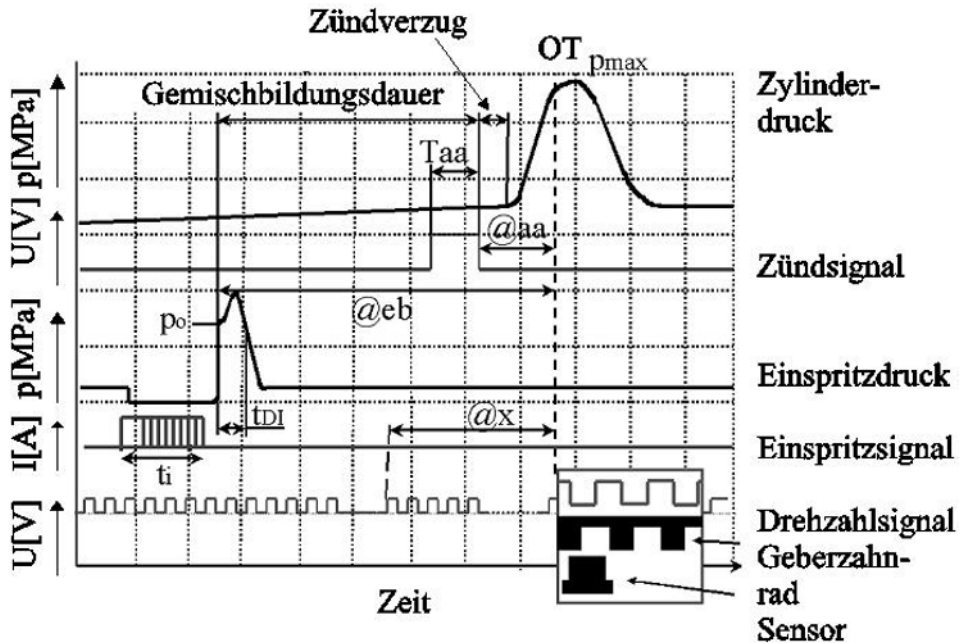 Zündverzug
OT
pmax
Gemischbildungsdauer
Zylinder-
druck
p[MPa]
Taa
U[V]
@aa
Zündsignal
@eb
po
p[MPa]
Einspritzdruck
tDI
@x
I[A]
Einspritzsignal
ti
U[V]
Drehzahlsignal
Geberzahn-
rad
Sensor
Zeit